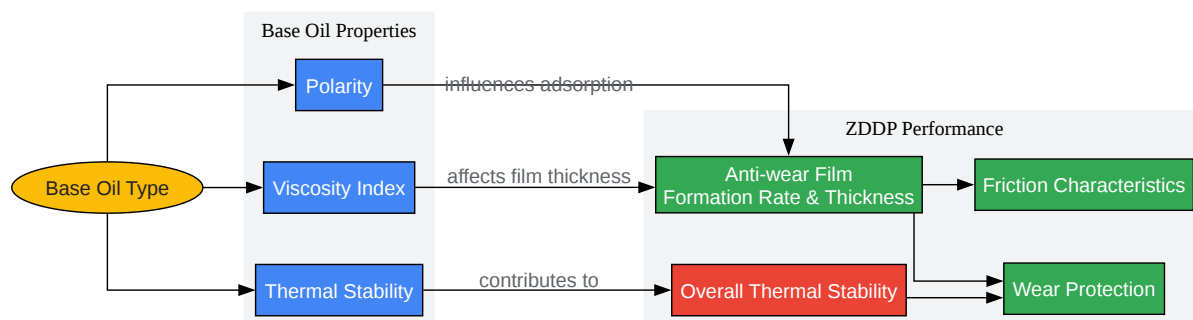 Base Oil Properties
Polarity
influences adsorption
ZDDP Performance
Base Oil Type
Viscosity Index
affects film thickness
Anti-wear Film
Formation Rate & Thickness
Friction Characteristics
Thermal Stability
contributes to
Overall Thermal Stability
Wear Protection